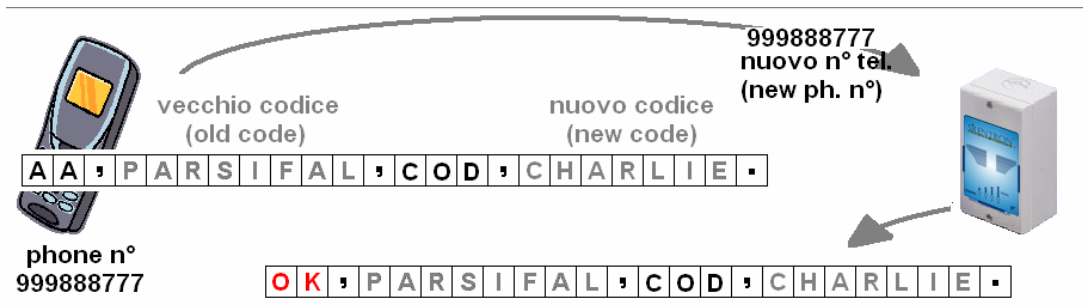 999888777
nuovo n° tel.
(new ph. n°)
vecchio codice
(old code)
nuovo codice
(new code)
AA,PARSIFAL,COD,CHARLIE.
phone n°
999888777
OK,PARSIFAL,COD,CHARLIE.